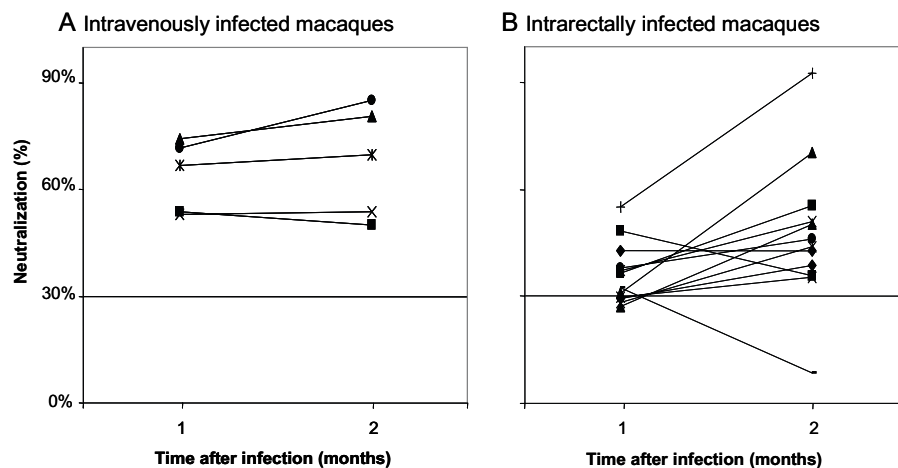 A Intravenously infected macaques
B Intrarectally infected macaques
Neutralization (%)
90%
60%
30%
0%
1
2
1
2
Time after infection (months)
Time after infection (months)